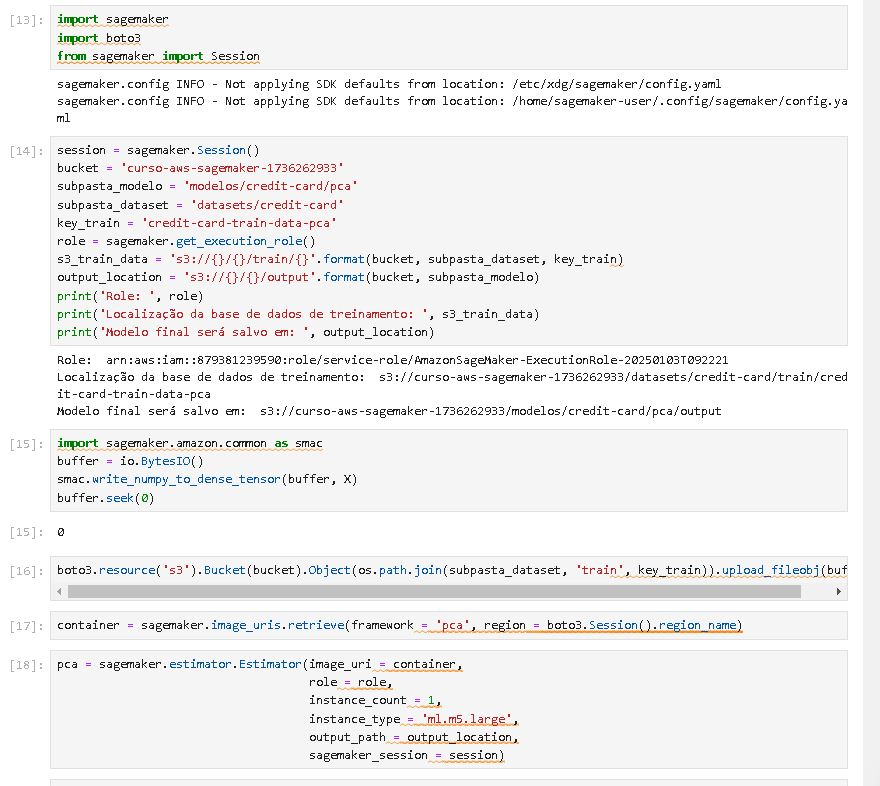 [13]: import sagemaker
import boto3
from sagemaker import Session
sagemaker.config INFO - Not applying SDK defaults from location: /etc/xdg/sagemaker/config.yaml
sagemaker.config INFO - Not applying SDK defaults from location: /home/sagemaker-user/.config/sagemaker/config.ya
ml
[14]: session = sagemaker.Session()
bucket = 'curso-aws-sagemaker-1736262933'
subpasta_modelo = 'modelos/credit-card/pca'
subpasta_dataset = 'datasets/credit-card'
key_train = 'credit-card-train-data-pca'
role = sagemaker.get_execution_role()
s3_train_data = 's3://{}/{}/train/{}'.format(bucket, subpasta_dataset, key_train)
output_location = 's3://{}/{}/output'.format(bucket, subpasta_modelo)
print('Role: ', role)
print('Localização da base de dados de treinamento: ', s3_train_data)
print('Modelo final será salvo em: ', output_location)
Role:  arn:aws:iam::879381239590:role/service-role/AmazonSageMaker-ExecutionRole-20250103T092221
Localização da base de dados de treinamento:  s3://curso-aws-sagemaker-1736262933/datasets/credit-card/train/cred
it-card-train-data-pca
Modelo final será salvo em:  s3://curso-aws-sagemaker-1736262933/modelos/credit-card/pca/output
[15]: import sagemaker.amazon.common as smac
buffer = io.BytesIO()
smac.write_numpy_to_dense_tensor(buffer, X)
buffer.seek(0)
[15]: 0
[16]: boto3.resource('s3').Bucket(bucket).Object(os.path.join(subpasta_dataset, 'train', key_train)).upload_fileobj(buf
[17]: container = sagemaker.image_uris.retrieve(framework = 'pca', region = boto3.Session().region_name)
[18]: pca = sagemaker.estimator.Estimator(image_uri = container,
role = role,
instance_count = 1,
instance_type = 'ml.m5.large',
output_path = output_location,
sagemaker_session = session)